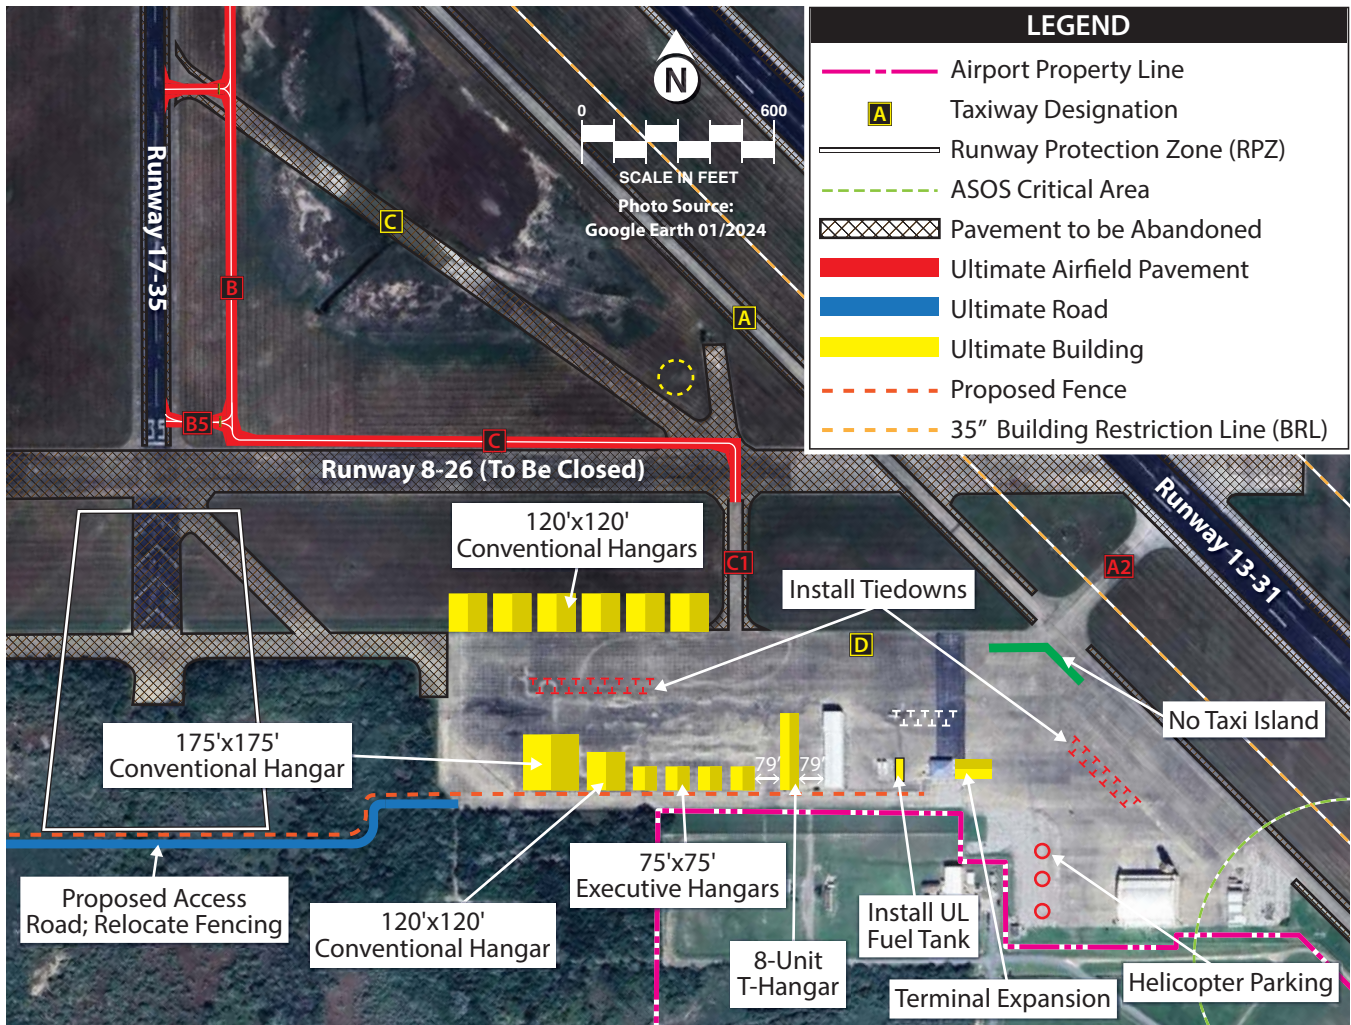 LEGEND
Airport Property Line
A
Taxiway Designation
Runway Protection Zone (RPZ)
ASOS Critical Area
Pavement to be Abandoned
Ultimate Airfield Pavement
Ultimate Road
Ultimate Building
Proposed Fence
35" Building Restriction Line (BRL)
N
0 600
SCALE IN FEET
Photo Source:
Google Earth 01/2024
Runway 17-35
C
B
A
B5
C
35
Runway 8-26 (To Be Closed)
Runway 13-31
120'x120'
Conventional Hangars
C1
A2
Install Tiedowns
D
No Taxi Island
175'x175'
Conventional Hangar
79' 79'
Proposed Access
Road; Relocate Fencing
120'x120'
Conventional Hangar
75'x75'
Executive Hangars
8-Unit
T-Hangar
Install UL
Fuel Tank
Terminal Expansion
Helicopter Parking